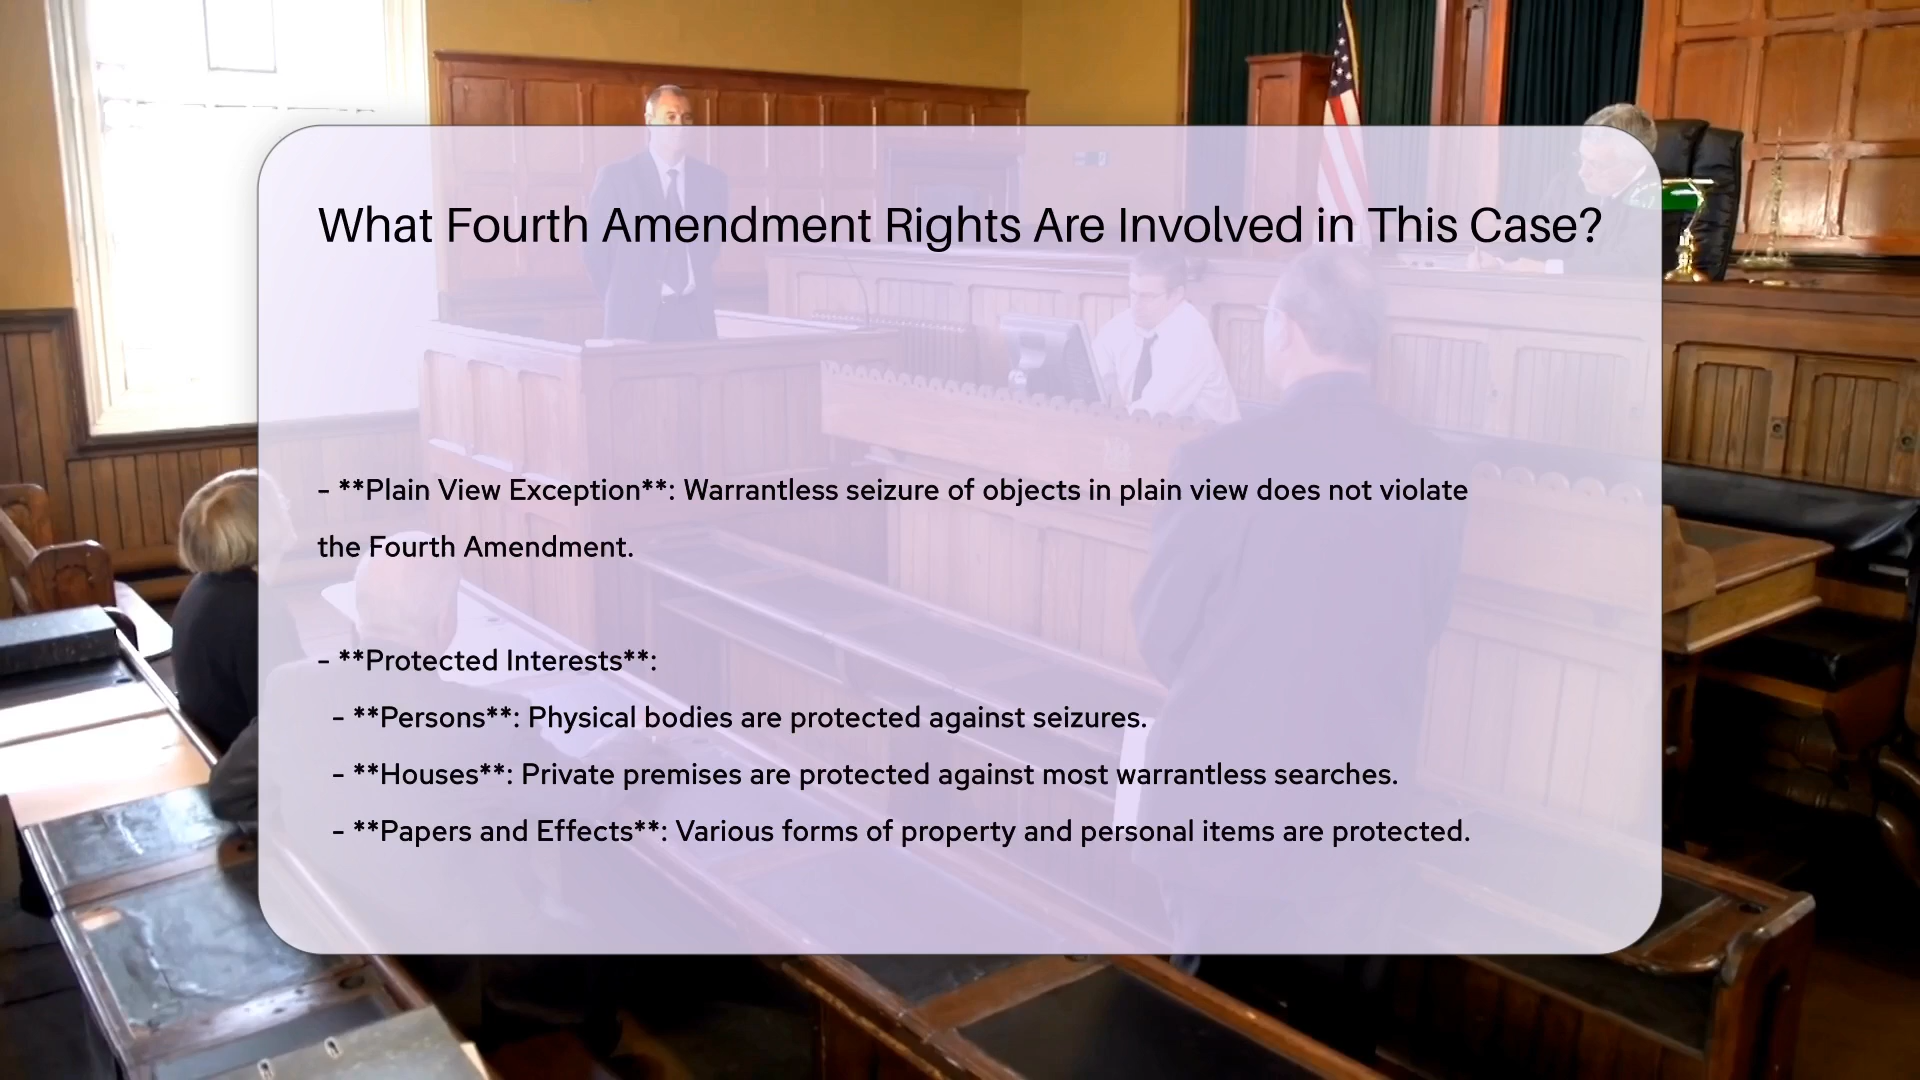 What Fourth Amendment Rights Are Involved in This Case?
- **Plain View Exception**: Warrantless seizure of objects in plain view does not violate
the Fourth Amendment.
- **Protected Interests**:
- **Persons**: Physical bodies are protected against seizures.
- **Houses**: Private premises are protected against most warrantless searches.
- **Papers and Effects**: Various forms of property and personal items are protected.